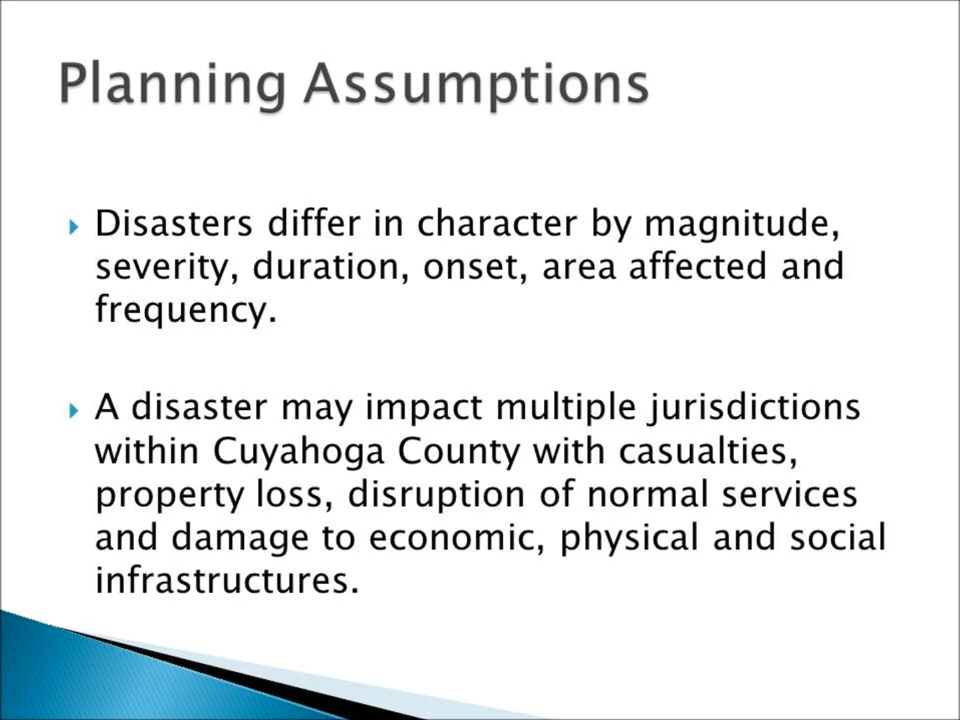 Planning Assumptions
Disasters differ in character by magnitude,
severity, duration, onset, area affected and
frequency.
A disaster may impact multiple jurisdictions
within Cuyahoga County with casualties,
property loss, disruption of normal services
and damage to economic, physical and social
infrastructures.